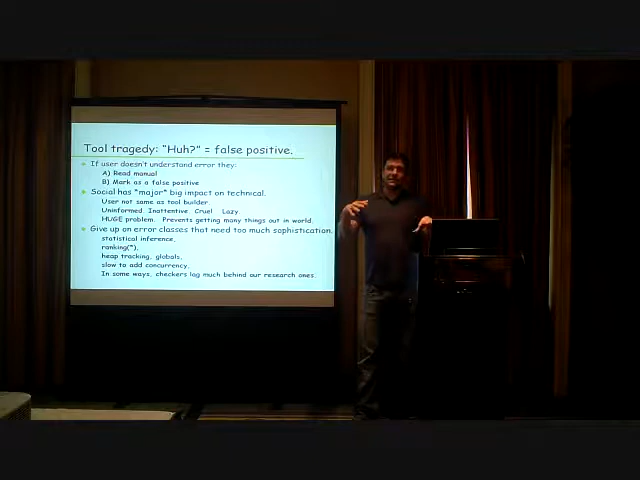 Tool tragedy: "Huh?" = false positive.
If user doesn't understand error they:
A) Read manual
B) Mark as a false positive
Social has *major* big impact on technical.
User not same as tool builder.
Uninformed. Inattentive. Cruel. Lazy.
HUGE problem. Prevents getting many things out in world.
Give up on error classes that need too much sophistication.
statistical inference,
ranking(*),
heap tracking, globals,
slow to add concurrency,
In some ways, checkers lag much behind our research ones.